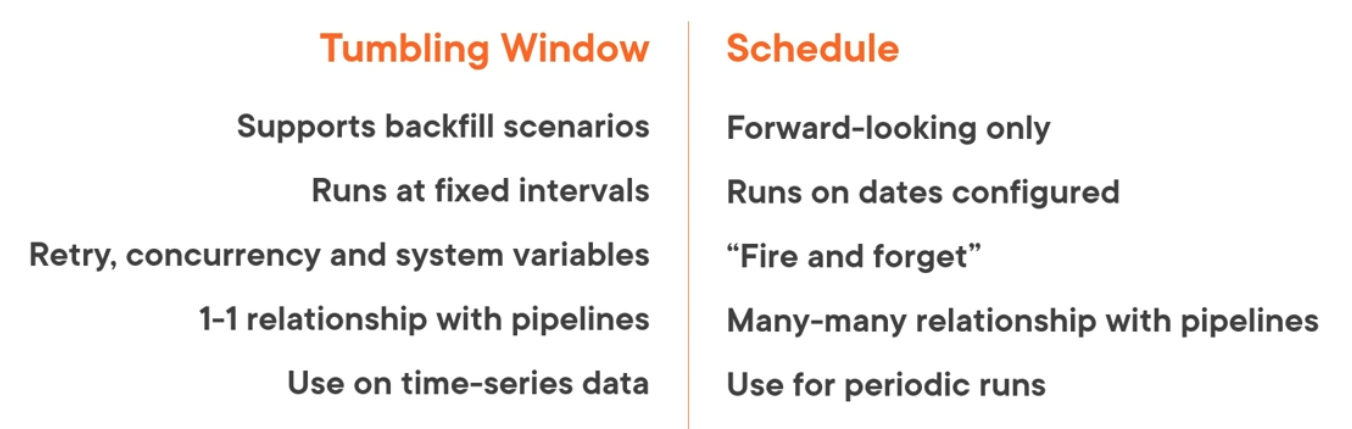 Tumbling Window
Supports backfill scenarios
Runs at fixed intervals
Retry, concurrency and system variables
1-1 relationship with pipelines
Use on time-series data
Schedule
Forward-looking only
Runs on dates configured
“Fire and forget”
Many-many relationship with pipelines
Use for periodic runs